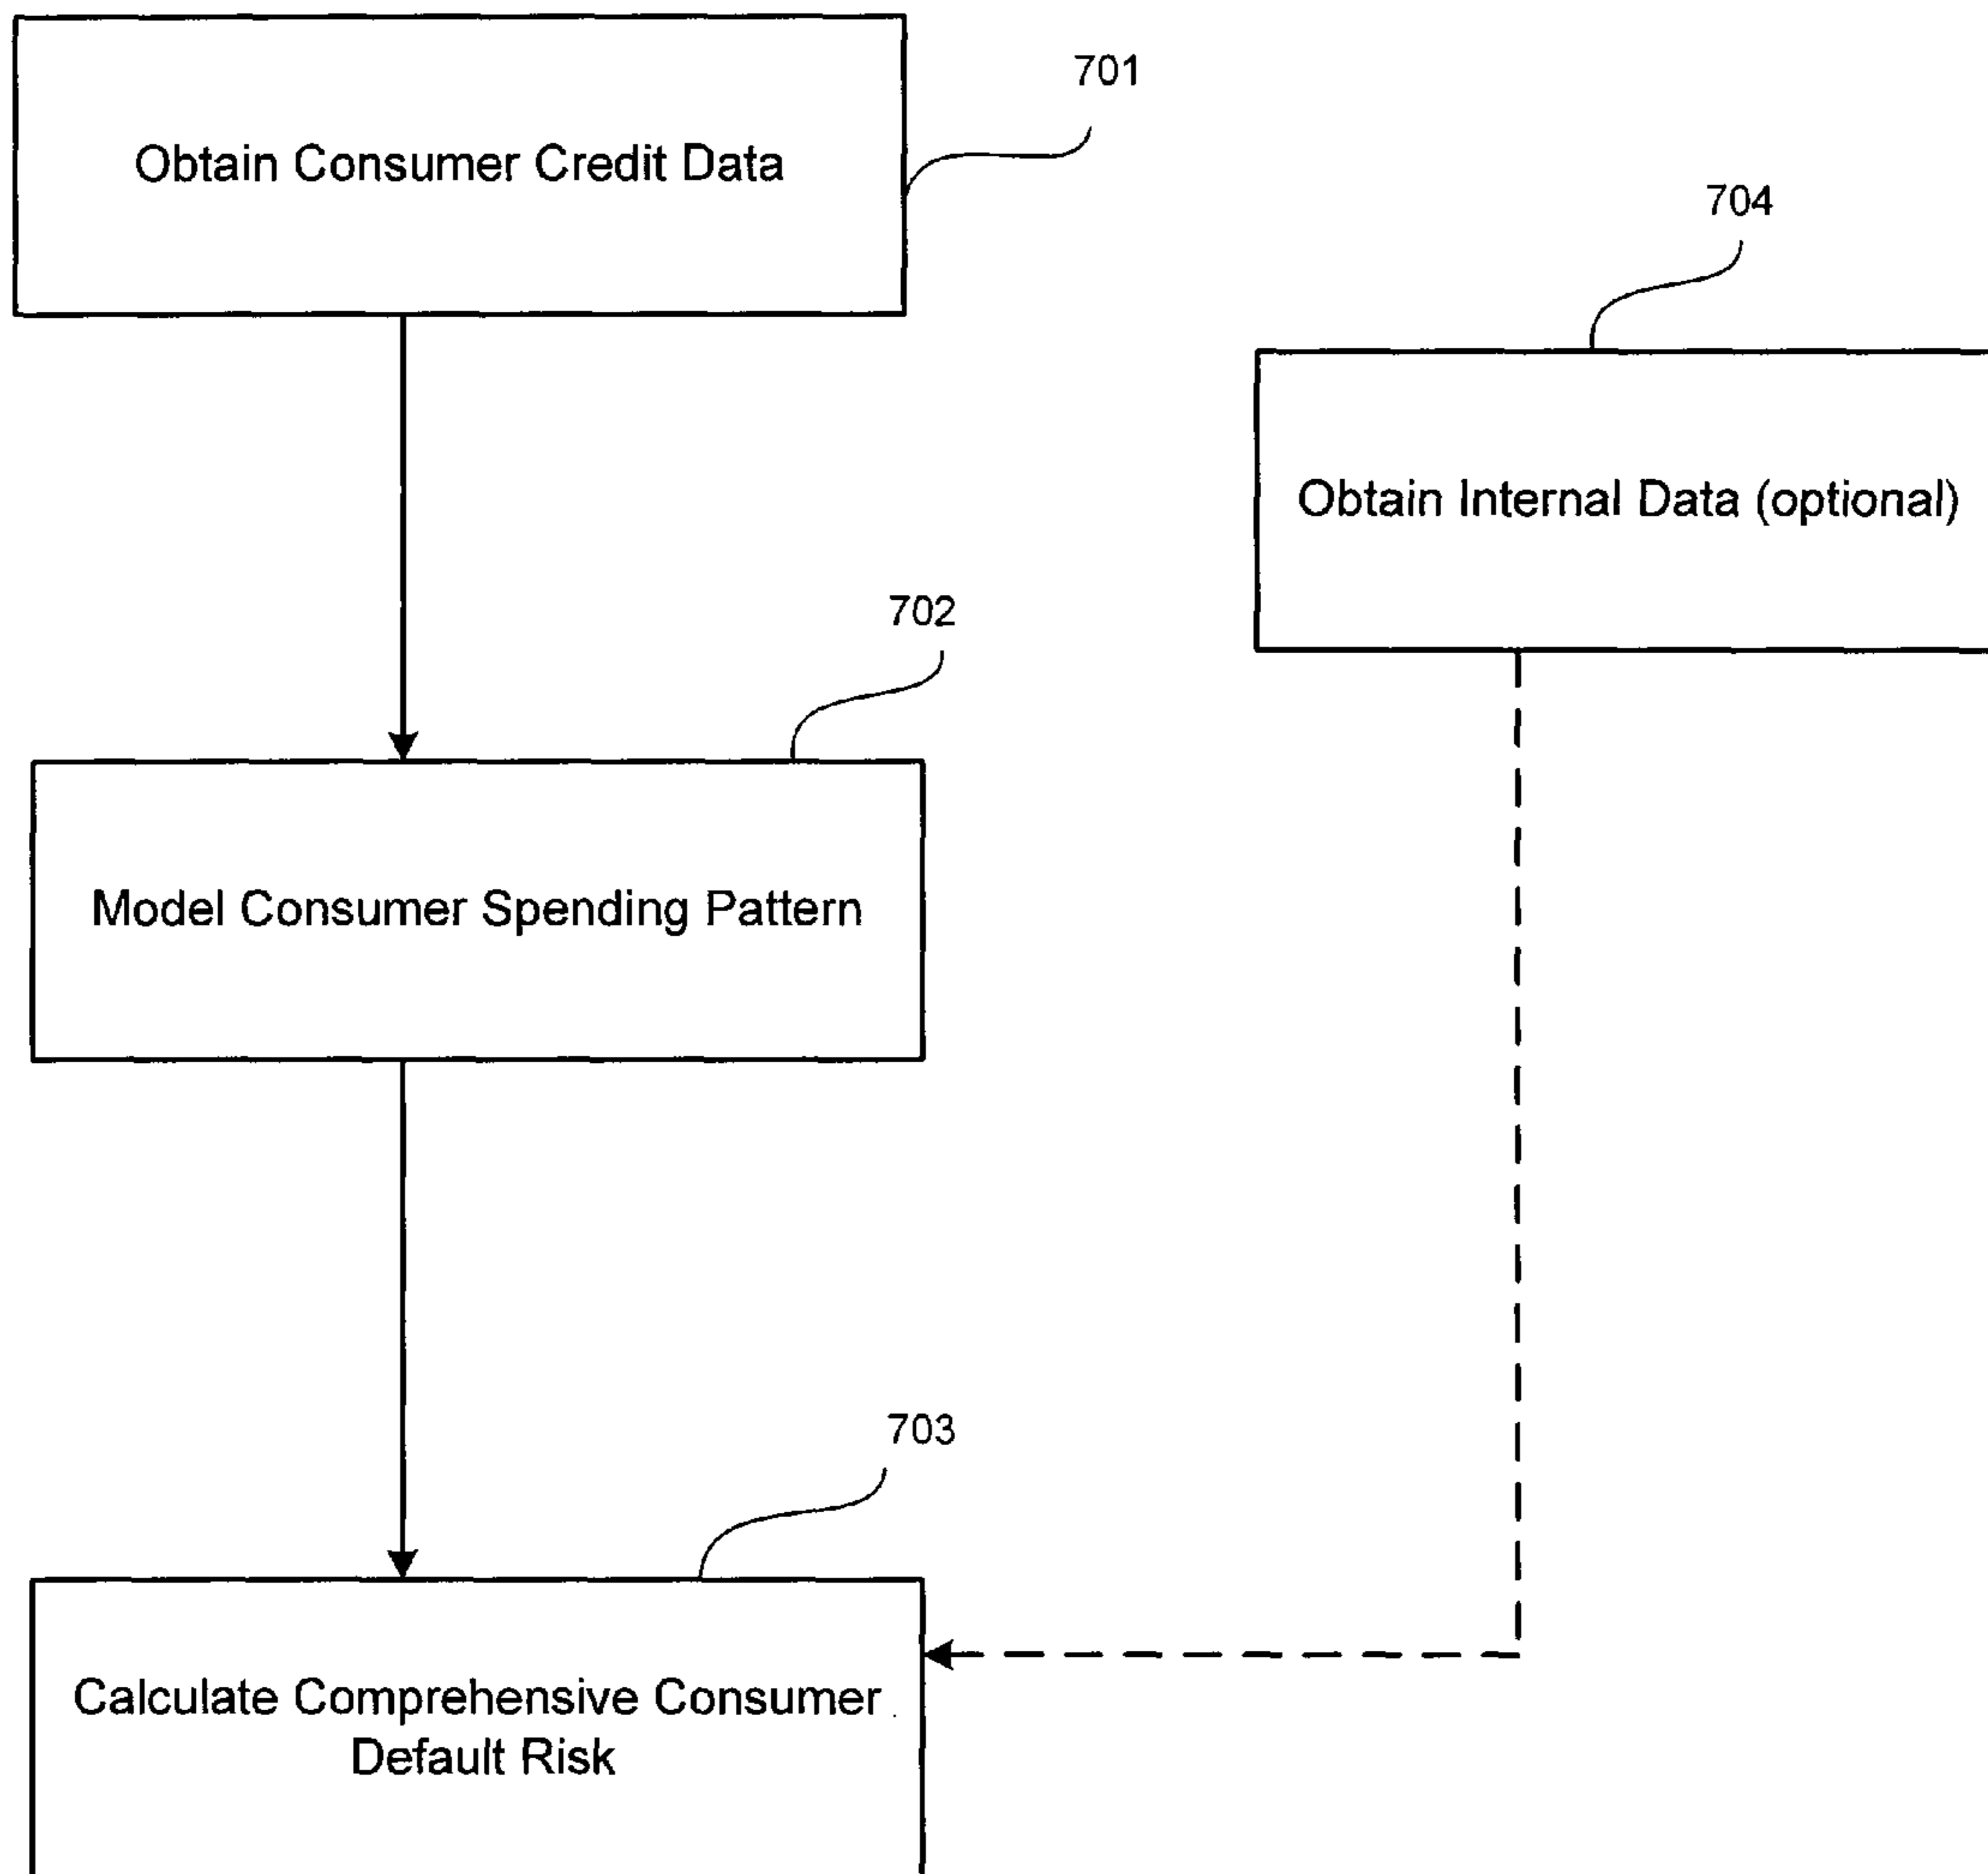 701
Obtain Consumer Credit Data
704
Obtain Internal Data (optional)
702
Model Consumer Spending Pattern
703
Calculate Comprehensive Consumer
Default Risk